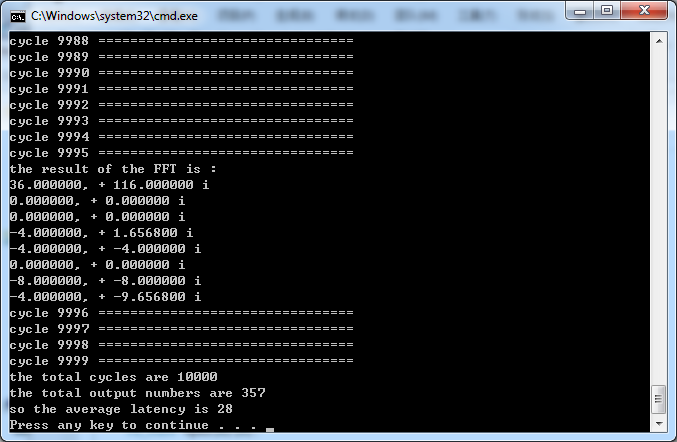 C:\Windows\system32\cmd.exe
cycle 9988 ================================
cycle 9989 ================================
cycle 9990 ================================
cycle 9991 ================================
cycle 9992 ================================
cycle 9993 ================================
cycle 9994 ================================
cycle 9995 ================================
the result of the FFT is :
36.000000, + 116.000000 i
0.000000, + 0.000000 i
0.000000, + 0.000000 i
-4.000000, + 1.656800 i
-4.000000, + -4.000000 i
0.000000, + 0.000000 i
-8.000000, + -8.000000 i
-4.000000, + -9.656800 i
cycle 9996 ================================
cycle 9997 ================================
cycle 9998 ================================
cycle 9999 ================================
the total cycles are 10000
the total output numbers are 357
so the average latency is 28
Press any key to continue . . .